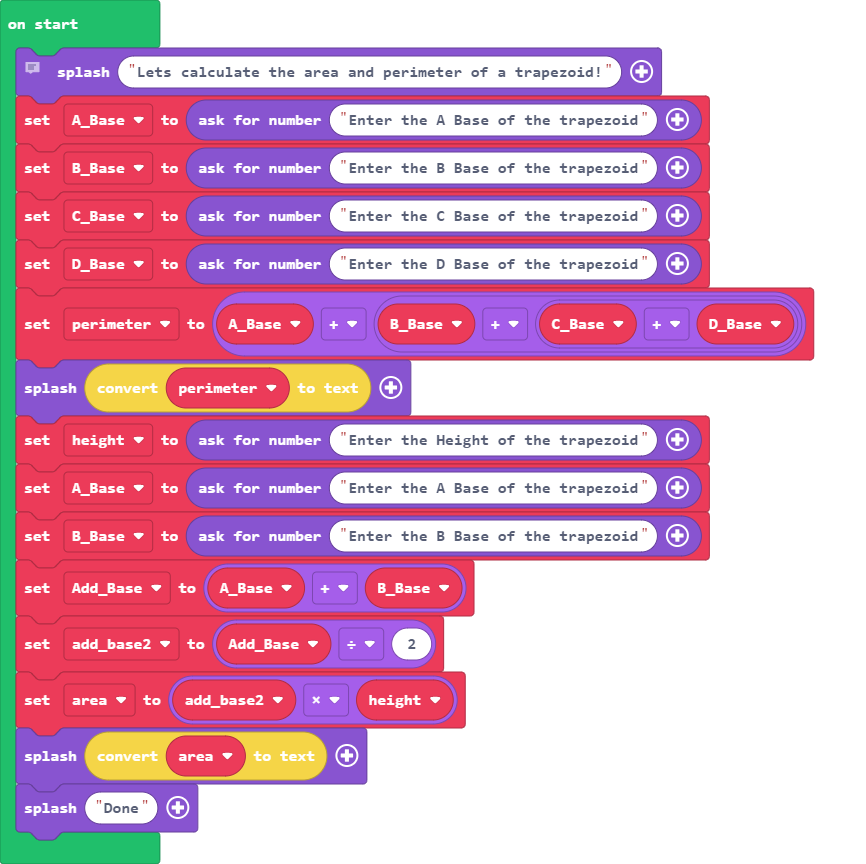 on start
splash "Lets calculate the area and perimeter of a trapezoid!"
set A_Base to ask for number "Enter the A Base of the trapezoid"
set B_Base to ask for number "Enter the B Base of the trapezoid"
set C_Base to ask for number "Enter the C Base of the trapezoid"
set D_Base to ask for number "Enter the D Base of the trapezoid"
set perimeter to A_Base + B_Base + C_Base + D_Base
splash convert perimeter to text
set height to ask for number "Enter the Height of the trapezoid"
set A_Base to ask for number "Enter the A Base of the trapezoid"
set B_Base to ask for number "Enter the B Base of the trapezoid"
set Add_Base to A_Base + B_Base
set add_base2 to Add_Base ÷ 2
set area to add_base2 × height
splash convert area to text
splash "Done"